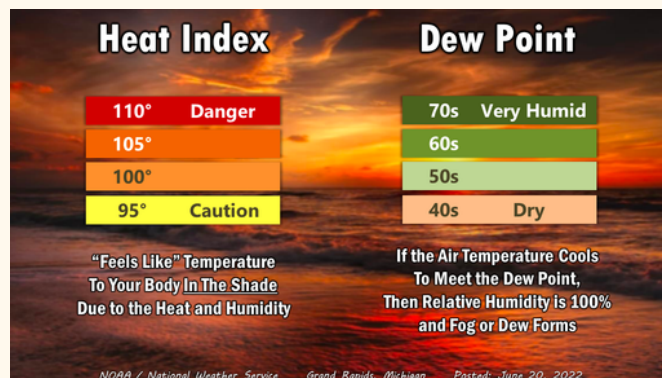 Heat Index
110° Danger
105°
100°
95° Caution
“Feels Like” Temperature
To Your Body In The Shade
Due to the Heat and Humidity
Dew Point
70s Very Humid
60s
50s
40s Dry
If the Air Temperature Cools
To Meet the Dew Point,
Then Relative Humidity is 100%
and Fog or Dew Forms
NOAA / National Weather Service Grand Rapids, Michigan Posted: June 20, 2022